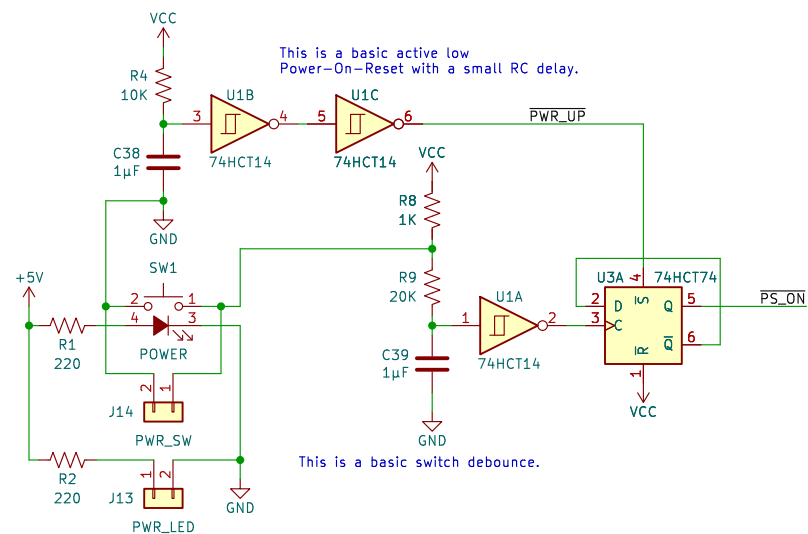 VCC
This is a basic active low
Power-On-Reset with a small RC delay.
R4
10K
U1B
U1C
3
4
5
6
PWR_UP
74HCT14
74HCT14
C38
1µF
VCC
R8
1K
GND
SW1
+5V
2
1
4
3
R1
220
POWER
R9
20K
U1A
1
2
74HCT14
C39
1µF
GND
U3A
74HCT74
4
2
D
S
Q
5
3
C
R
Q
6
1
VCC
PS_ON
2
1
J14
PWR_SW
This is a basic switch debounce.
R2
220
1
2
J13
PWR_LED
GND